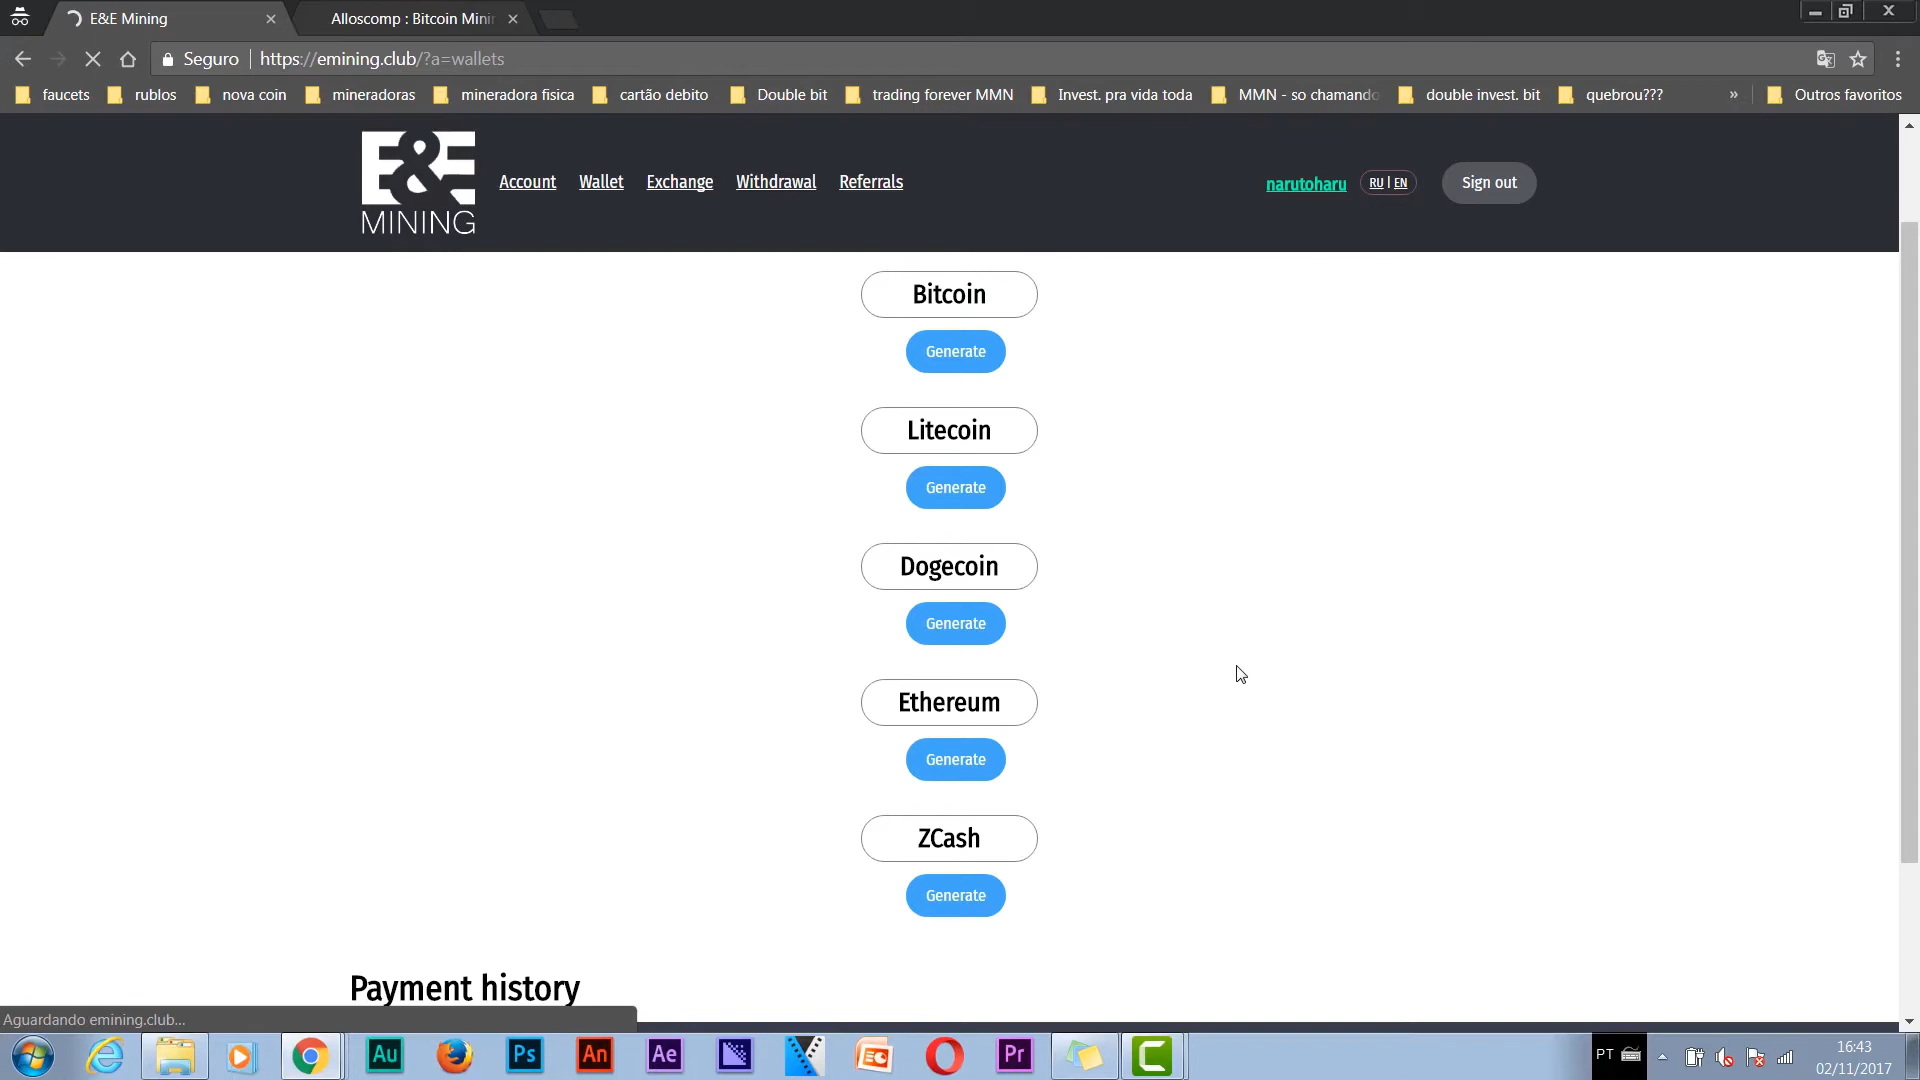 E&E Mining
Alloscomp : Bitcoin Mini
Seguro
https://emining.club/?a=wallets
faucets
rublos
nova coin
mineradoras
mineradora fisica
cartão debito
Double bit
trading forever MMN
Invest. pra vida toda
MMN - so chamando
double invest. bit
quebrou???
»
Outros favoritos
E&E
MINING
Account
Wallet
Exchange
Withdrawal
Referrals
narutoharu
RU | EN
Sign out
Bitcoin
Generate
Litecoin
Generate
Dogecoin
Generate
Ethereum
Generate
ZCash
Generate
Payment history
Aguardando emining.club...
Au
Ps
An
Ae
Pr
PT
16:43
02/11/2017